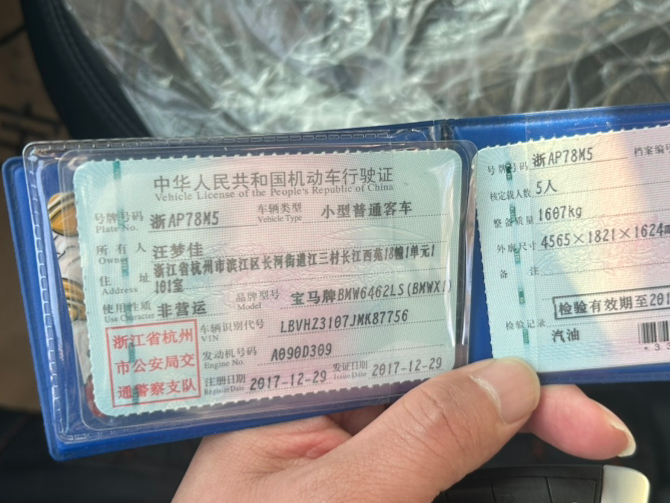 中华人民共和国机动车行驶证
Vehicle License of the People's Republic of China
号牌号码 浙AP78M5 车辆类型 小型普通客车
Plate No. Vehicle Type
所有人 汪梦佳
Owner
住址 浙江省杭州市滨江区长河街道江三村长江西苑18幢1单元1
Address 101室
使用性质 非营运 品牌型号 宝马牌BMW6462LS(BMWX1)
Use Character Model
浙江省杭州
市公安局交
通警察支队
车辆识别代号 LBVHZ3107JMK87756
VIN
发动机号码 A090D309
Engine No.
注册日期 2017-12-29 发证日期 2017-12-29
Register Date Issue Date
号牌号码 浙AP78M5 档案编号
核定载人数 5人
整备质量 1607kg
外廓尺寸 4565×1821×1624
备注
检验有效期至201
检验记录
汽油